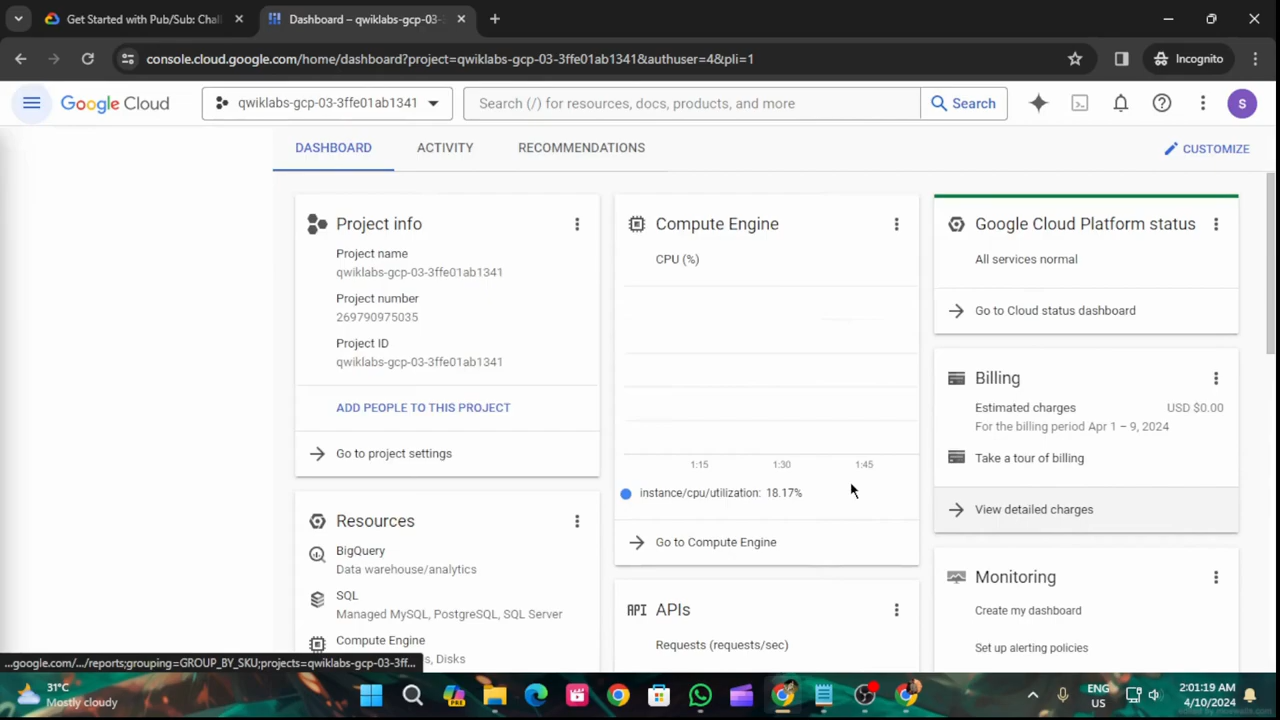 Get Started with Pub/Sub: Chal
Dashboard – qwiklabs-gcp-03-3
console.cloud.google.com/home/dashboard?project=qwiklabs-gcp-03-3ffe01ab1341&authuser=4&pli=1
Incognito
Google Cloud
qwiklabs-gcp-03-3ffe01ab1341
Search (/) for resources, docs, products, and more
Search
S
DASHBOARD
ACTIVITY
RECOMMENDATIONS
CUSTOMIZE
Project info
Project name
qwiklabs-gcp-03-3ffe01ab1341
Project number
269790975035
Project ID
qwiklabs-gcp-03-3ffe01ab1341
ADD PEOPLE TO THIS PROJECT
Go to project settings
Resources
BigQuery
Data warehouse/analytics
SQL
Managed MySQL, PostgreSQL, SQL Server
Compute Engine
s, Disks
Compute Engine
CPU (%)
1:15
1:30
1:45
instance/cpu/utilization: 18.17%
Go to Compute Engine
API APIs
Requests (requests/sec)
Google Cloud Platform status
All services normal
Go to Cloud status dashboard
Billing
Estimated charges
USD $0.00
For the billing period Apr 1 – 9, 2024
Take a tour of billing
View detailed charges
Monitoring
Create my dashboard
Set up alerting policies
...google.com/.../reports;grouping=GROUP_BY_SKU;projects=qwiklabs-gcp-03-3ff...
31°C
Mostly cloudy
PRE
ENG
US
2:01:19 AM
4/10/2024